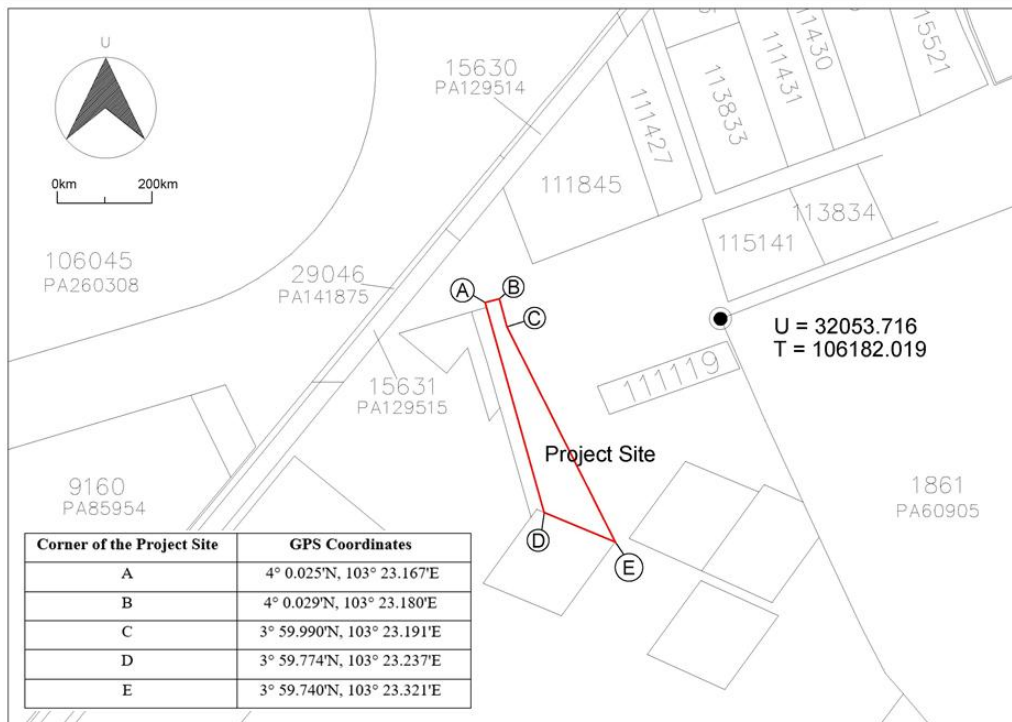 U
0km 200km
15630
PA129514
111427
113833
111431
111430
15521
111845
113834
115141
106045
PA260308
29046
PA141875
A
B
C
U = 32053.716
T = 106182.019
15631
PA129515
111119
Project Site
9160
PA85954
1861
PA60905
D
E
Corner of the Project Site GPS Coordinates
A 4° 0.025'N, 103° 23.167'E
B 4° 0.029'N, 103° 23.180'E
C 3° 59.990'N, 103° 23.191'E
D 3° 59.774'N, 103° 23.237'E
E 3° 59.740'N, 103° 23.321'E